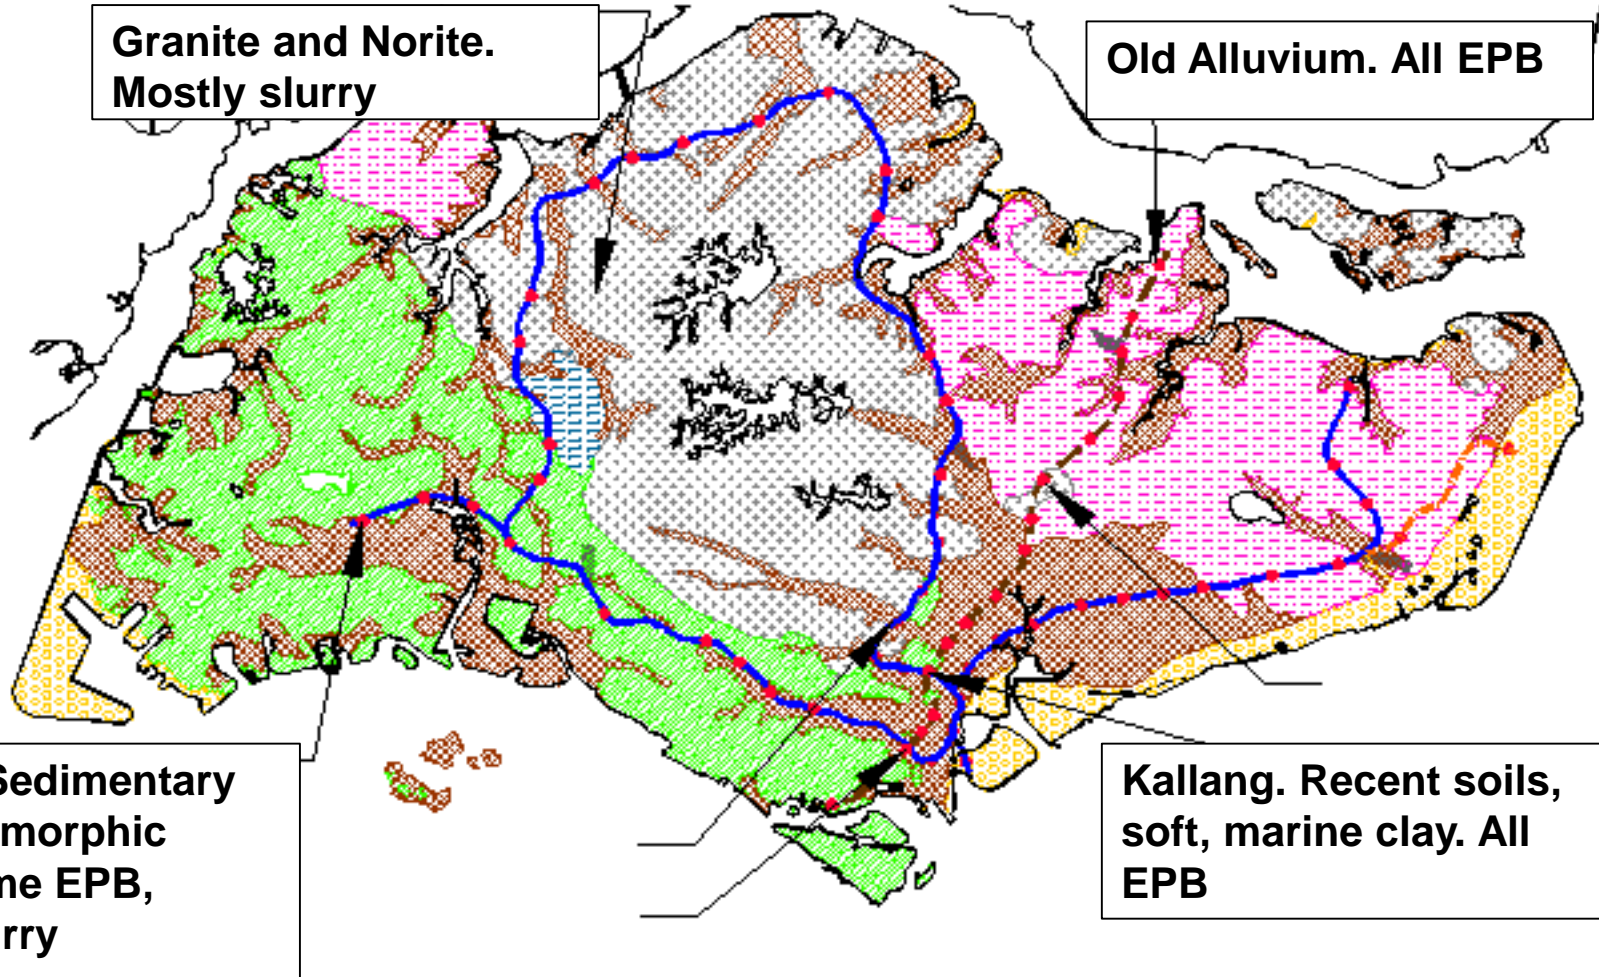 Granite and Norite.
Mostly slurry
Old Alluvium. All EPB
Sedimentary
morphic
me EPB,
rry
Kallang. Recent soils,
soft, marine clay. All
EPB